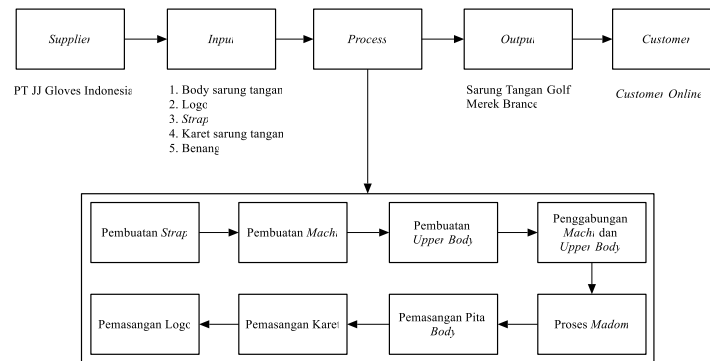 Supplier
Input
Process
Output
Customer
PT JJ Gloves Indonesia
1. Body sarung tangan
2. Logo
3. Strap
4. Karet sarung tangan
5. Benang
Sarung Tangan Golf
Merek Brance
Customer Online
Pembuatan Strap
Pembuatan Machi
Pembuatan
Upper Body
Penggabungan
Machi dan
Upper Body
Pemasangan Logo
Pemasangan Karet
Pemasangan Pita
Body
Proses Madom